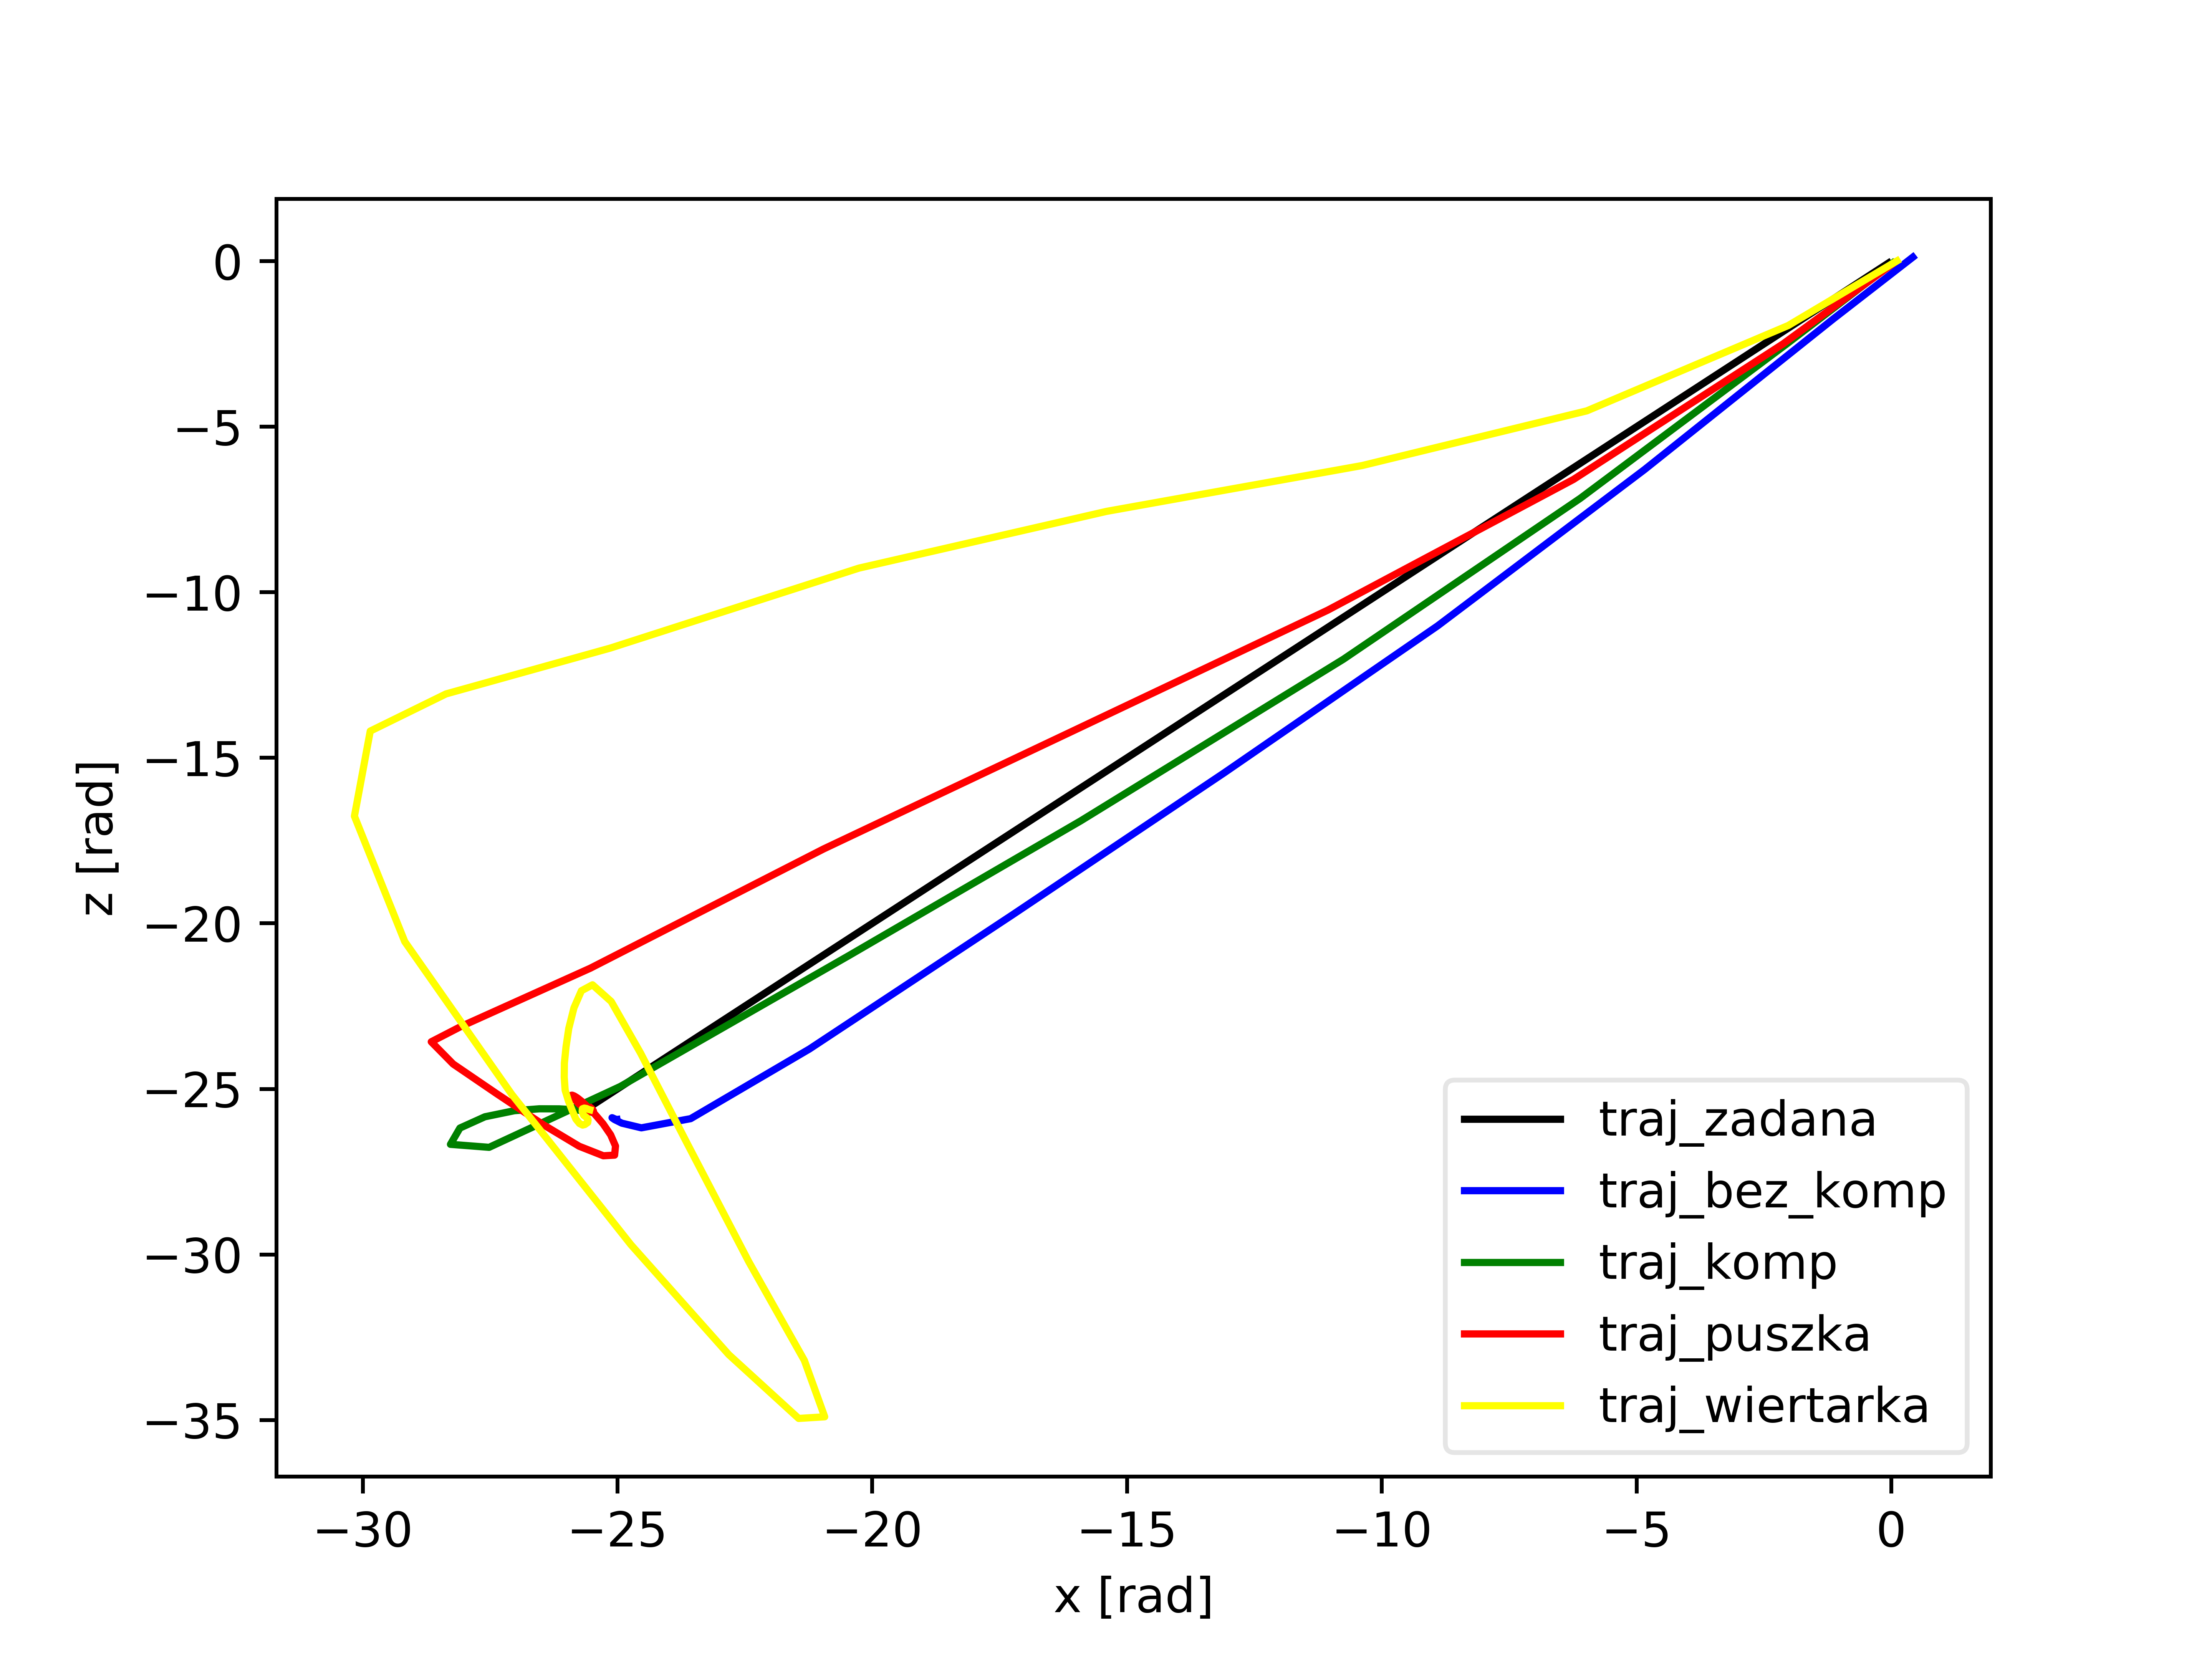 0
−5
−10
−15
−20
−25
−30
−35
z [rad]
−30 −25 −20 −15 −10 −5 0
x [rad]
traj_zadana
traj_bez_komp
traj_komp
traj_puszka
traj_wiertarka